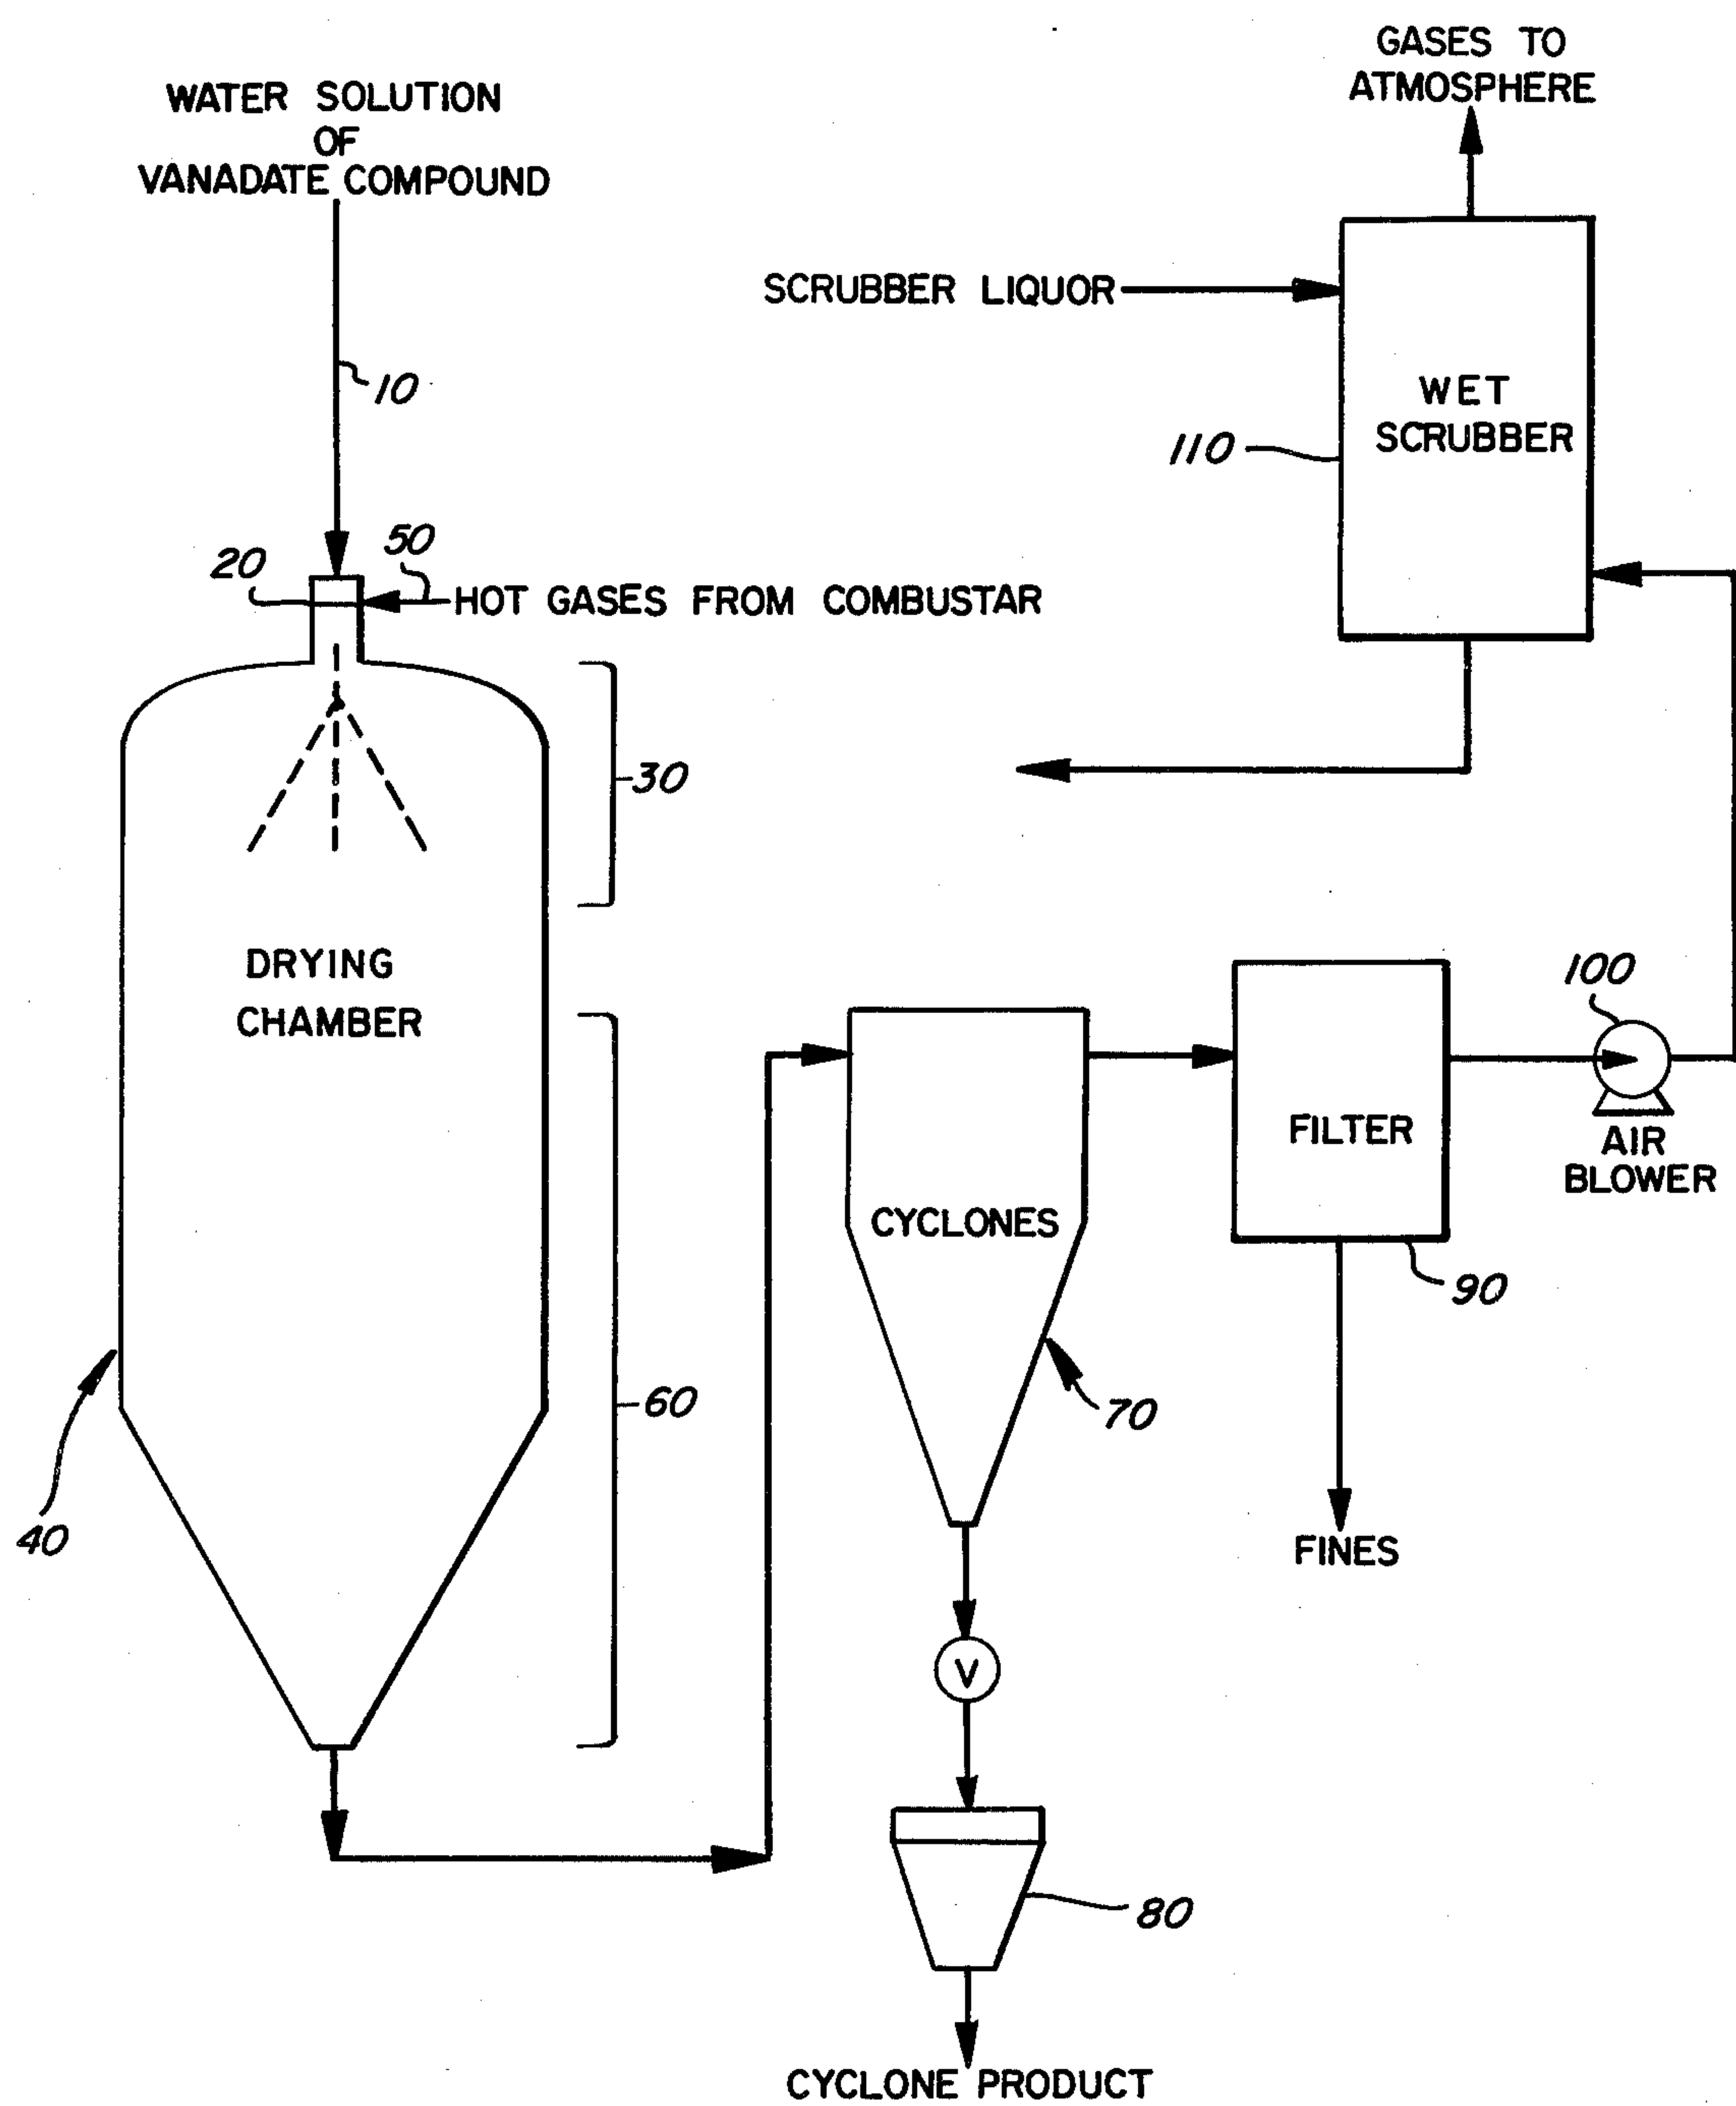 GASES TO
ATMOSPHERE
WATER SOLUTION
OF
VANADATE COMPOUND
SCRUBBER LIQUOR
WET
SCRUBBER
10
110
50
20
HOT GASES FROM COMBUSTAR
30
DRYING
CHAMBER
100
FILTER
AIR
BLOWER
CYCLONES
90
60
70
40
FINES
V
80
CYCLONE PRODUCT